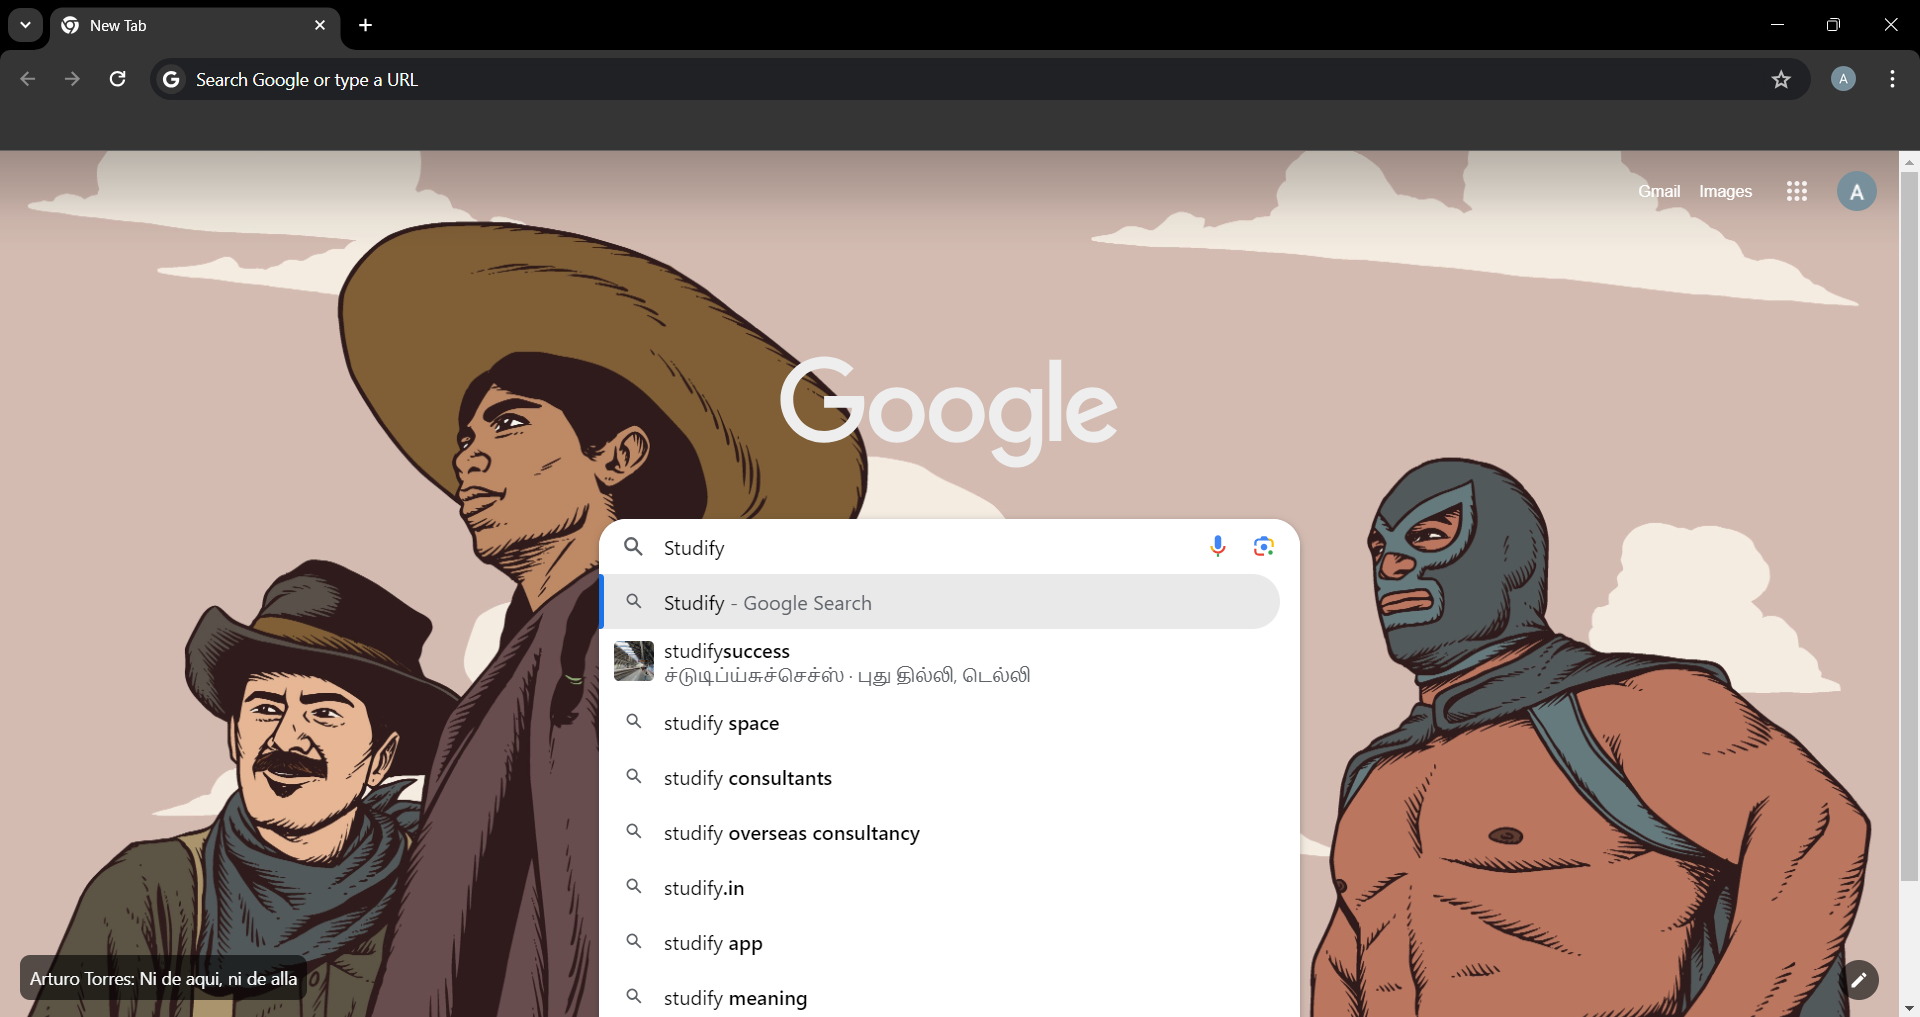 New Tab
Search Google or type a URL
Gmail Images
A
Google
Studify
Studify - Google Search
studifysuccess
ச்டுடிப்ய்சுச்செச்ஸ் · புது தில்லி, டெல்லி
studify space
studify consultants
studify overseas consultancy
studify.in
studify app
studify meaning
Arturo Torres: Ni de aqui, ni de alla